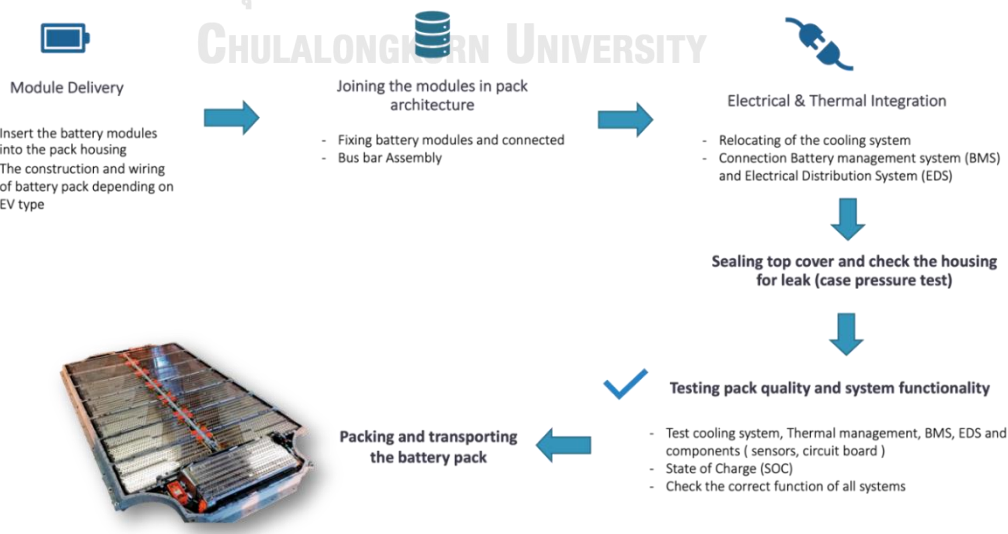 CHULALONGKORN UNIVERSITY
Module Delivery
Insert the battery modules
into the pack housing
The construction and wiring
of battery pack depending on
EV type
Joining the modules in pack
architecture
- Fixing battery modules and connected
- Bus bar Assembly
Electrical & Thermal Integration
- Relocating of the cooling system
- Connection Battery management system (BMS)
and Electrical Distribution System (EDS)
Sealing top cover and check the housing
for leak (case pressure test)
Testing pack quality and system functionality
- Test cooling system, Thermal management, BMS, EDS and
components ( sensors, circuit board )
- State of Charge (SOC)
- Check the correct function of all systems
Packing and transporting
the battery pack